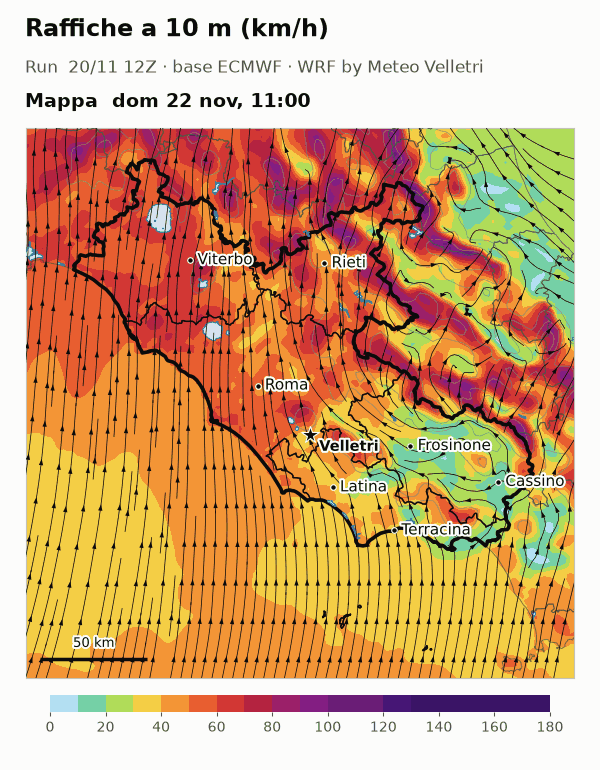 Raffiche a 10 m (km/h)
Run 20/11 12Z · base ECMWF · WRF by Meteo Velletri
Mappa dom 22 nov, 11:00
Viterbo
Rieti
Roma
Velletri
Frosinone
Cassino
Latina
Terracina
50 km
0 20 40 60 80 100 120 140 160 180